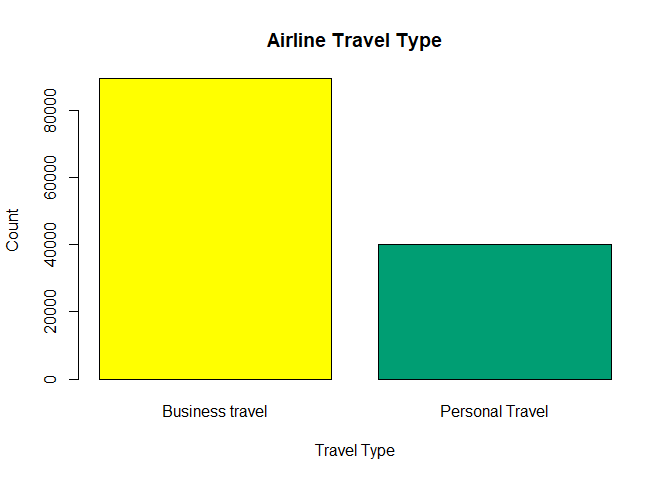 Airline Travel Type
Count
80000
60000
40000
20000
0
Business travel
Personal Travel
Travel Type